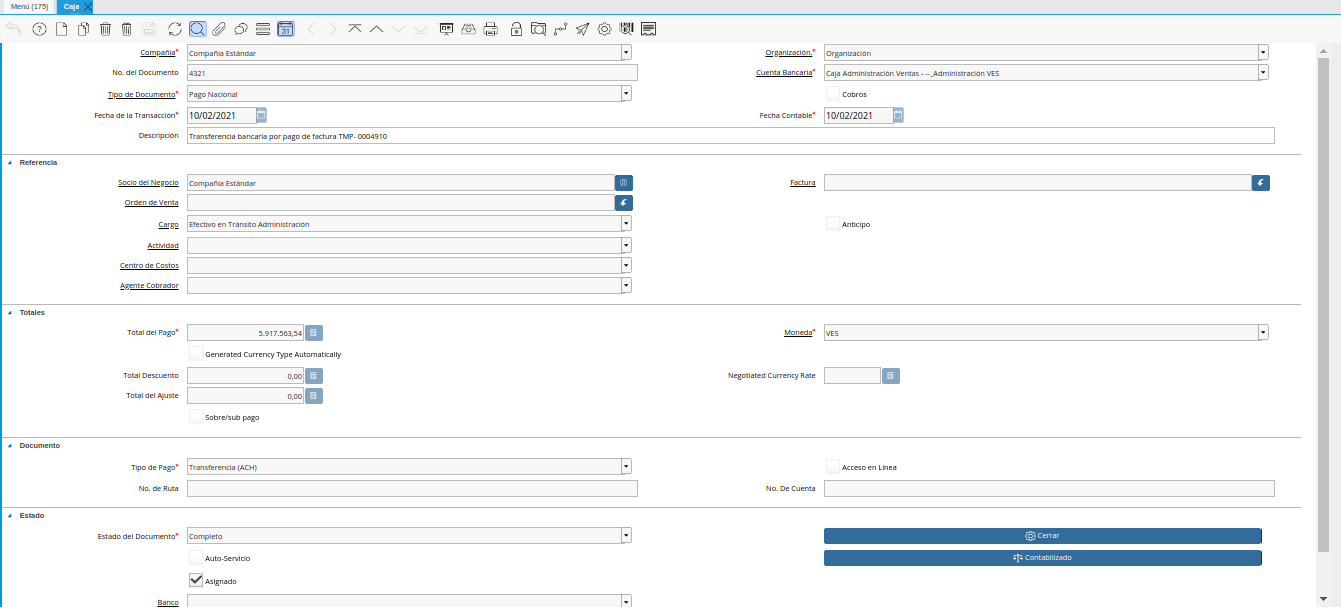 Menú (175) Caja
31
Compañía* Compañía Estándar Organización.* Organización
No. del Documento 4321 Cuenta Bancaria* Caja Administración Ventas - --_Administración VES
Tipo de Documento* Pago Nacional Cobros
Fecha de la Transacción* 10/02/2021 Fecha Contable* 10/02/2021
Descripción Transferencia bancaria por pago de factura TMP- 0004910
Referencia
Socio del Negocio Compañía Estándar Factura
Orden de Venta
Cargo Efectivo en Tránsito Administración Anticipo
Actividad
Centro de Costos
Agente Cobrador
Totales
Total del Pago* 5.917.563,54 Moneda* VES
Generated Currency Type Automatically
Total Descuento 0,00 Negotiated Currency Rate
Total del Ajuste 0,00
Sobre/sub pago
Documento
Tipo de Pago* Transferencia (ACH) Acceso en Línea
No. de Ruta No. De Cuenta
Estado
Estado del Documento* Completo Cerrar
Auto-Servicio Contabilizado
Asignado
Banco